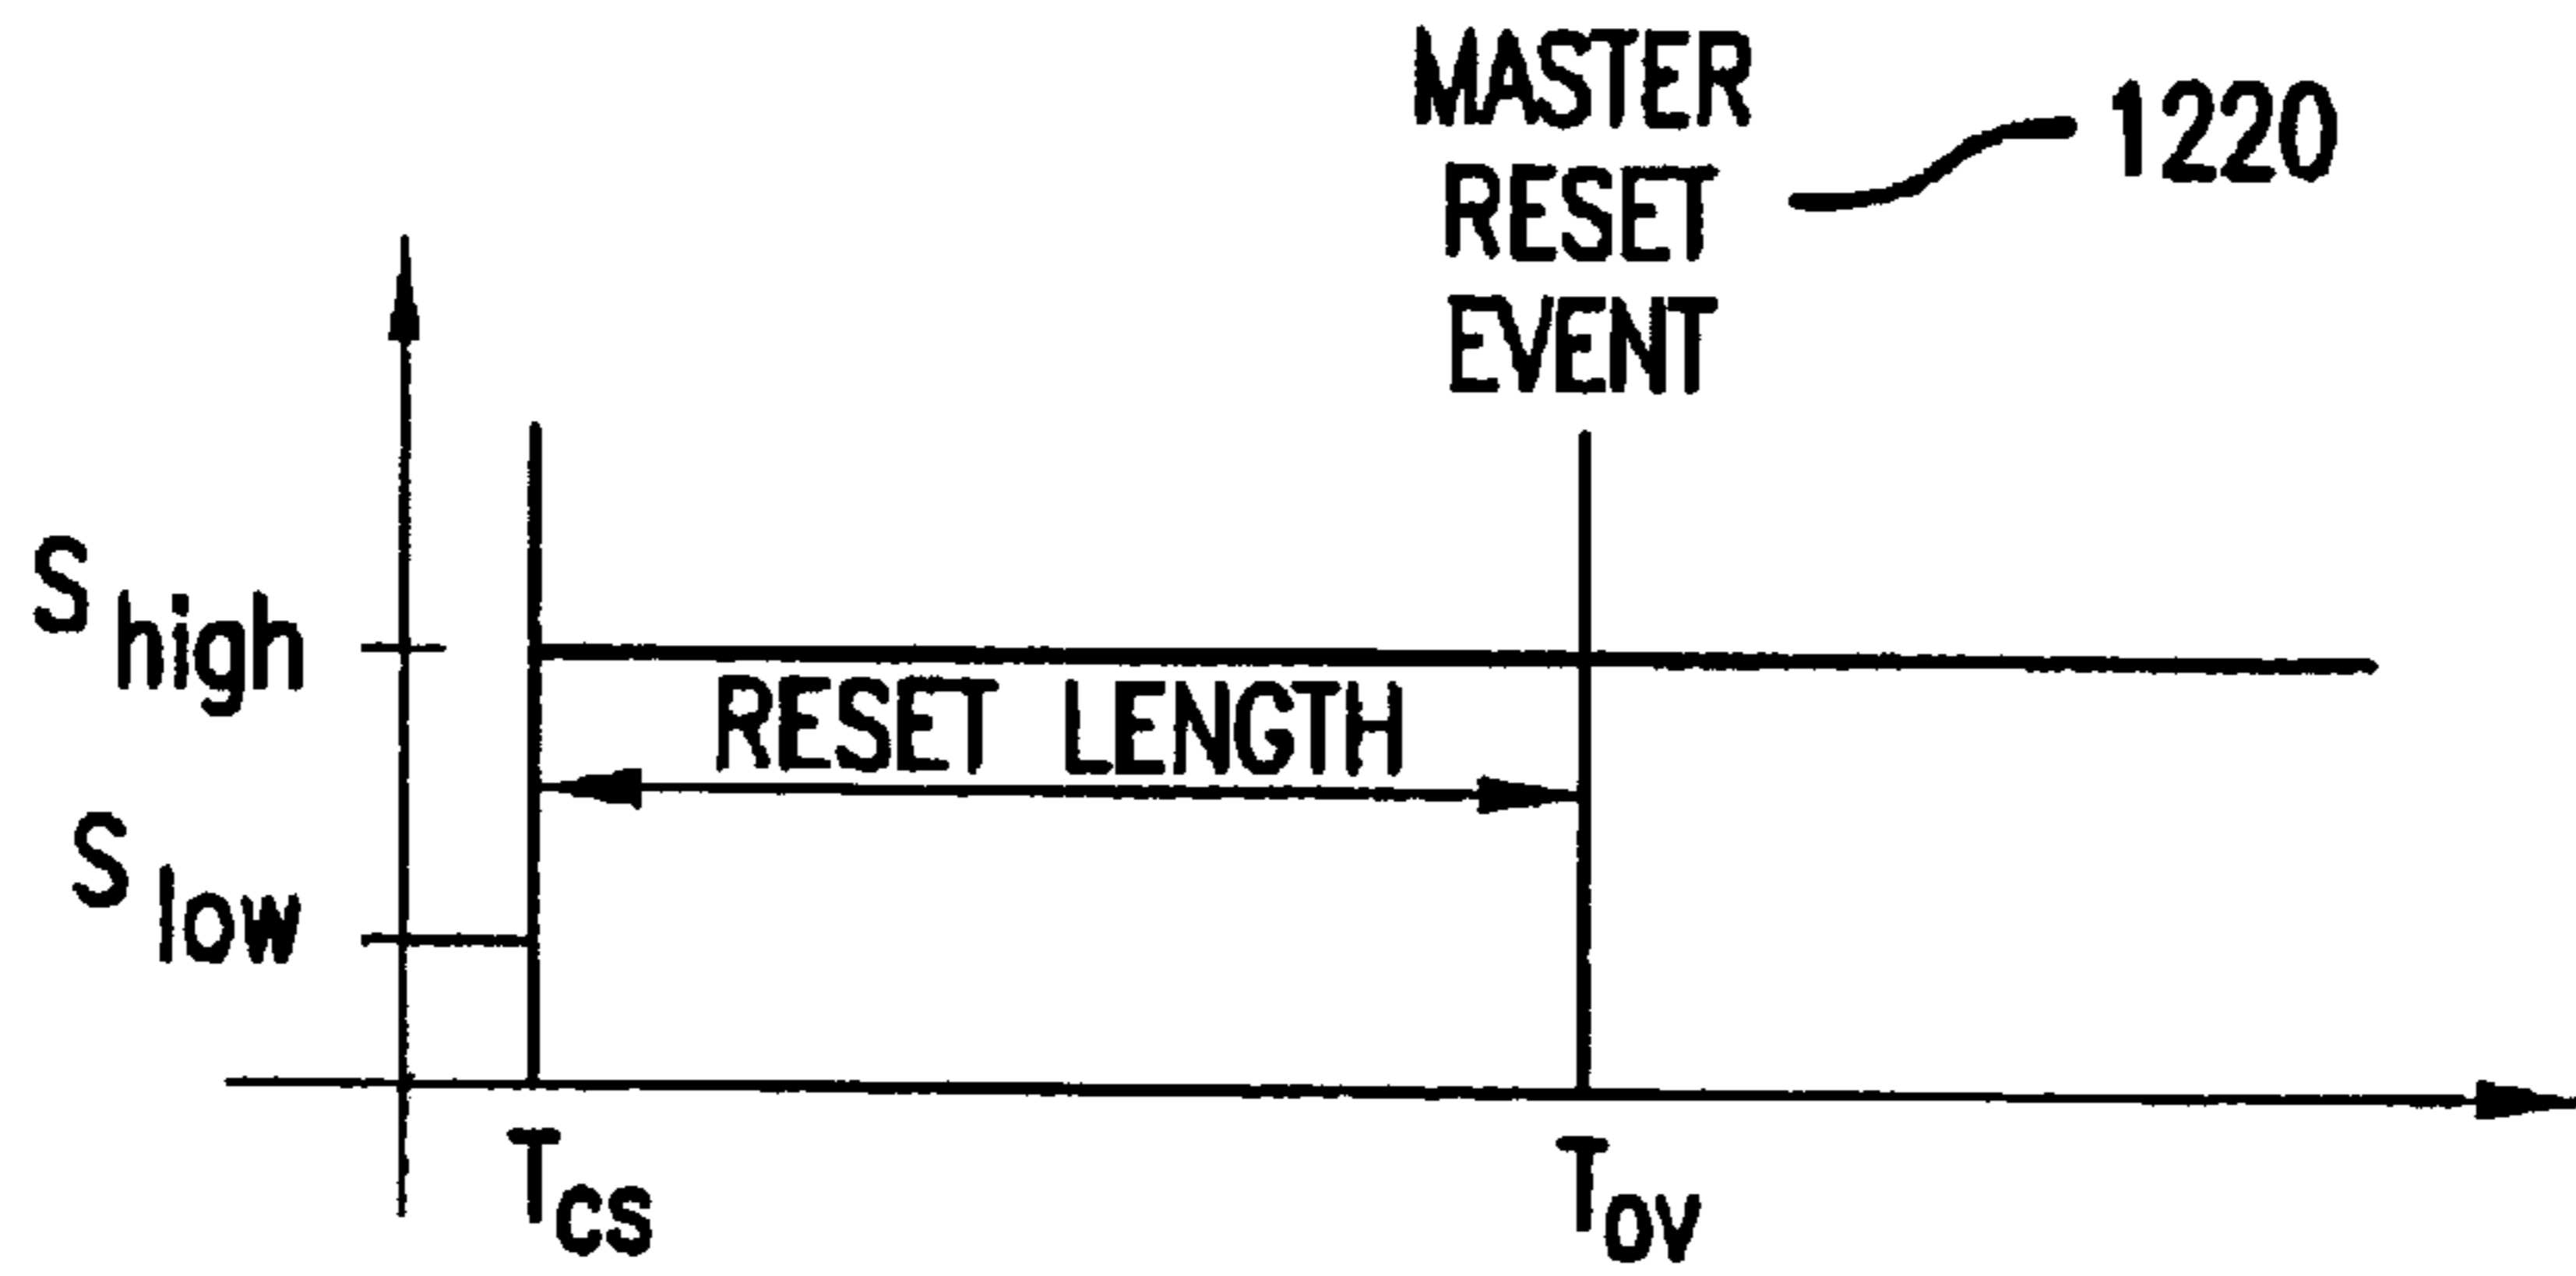 MASTER
RESET
EVENT
1220
S high
RESET LENGTH
S low
Tcs
Tov